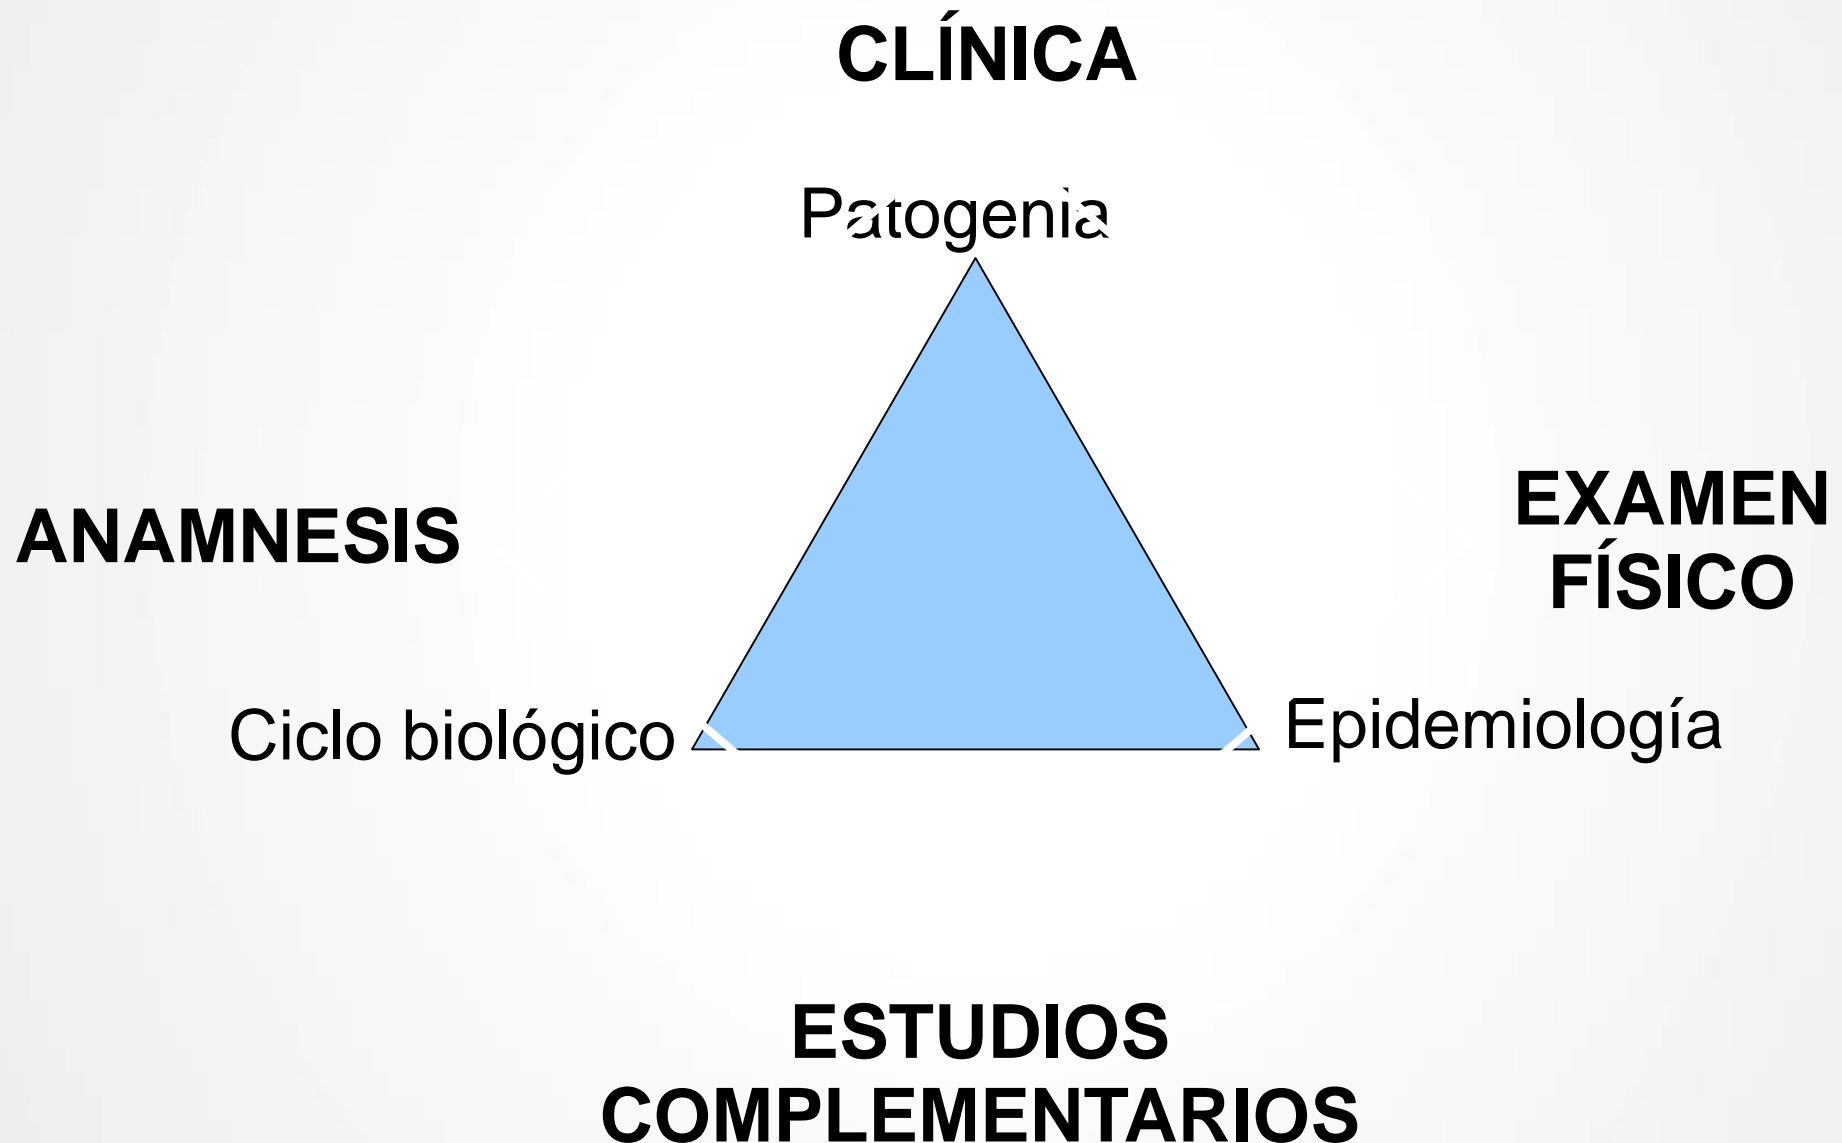 CLÍNICA
Patogenia
ANAMNESIS
EXAMEN
FÍSICO
Ciclo biológico
Epidemiología
ESTUDIOS
COMPLEMENTARIOS